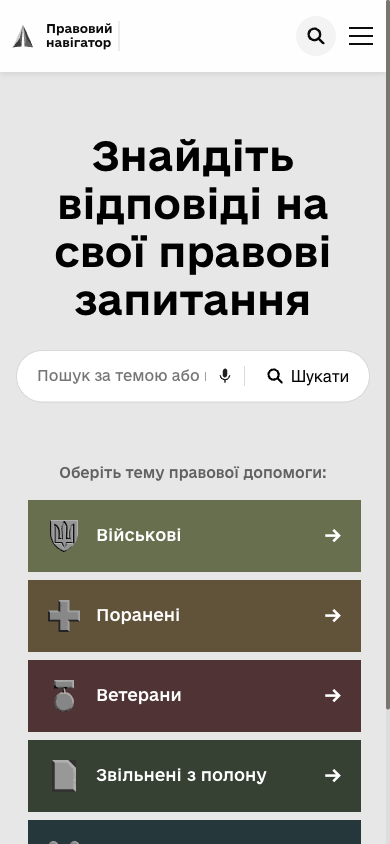 Правовий
навігатор
Знайдіть
відповіді на
свої правові
запитання
Пошук за темою або
Шукати
Оберіть тему правової допомоги:
Військові
Поранені
Ветерани
Звільнені з полону